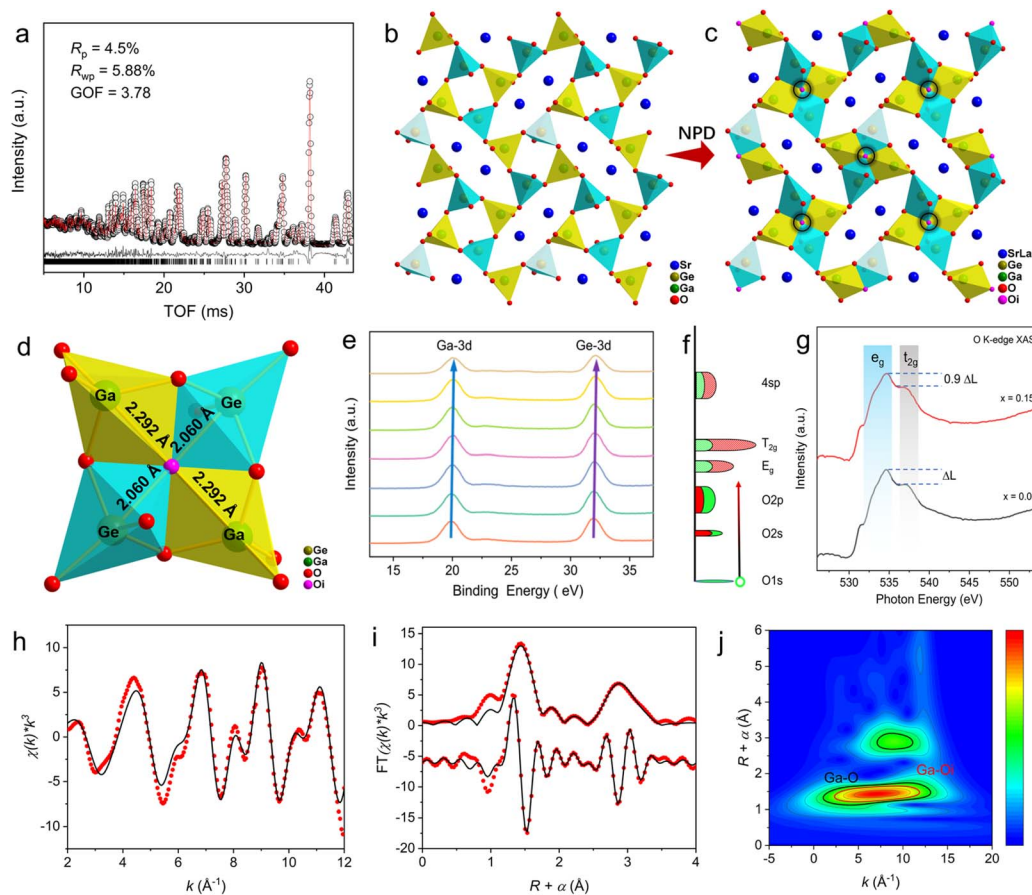 a
Rp = 4.5%
Rwp = 5.88%
GOF = 3.78
Intensity (a.u.)
10 20 30 40
TOF (ms)
b
Sr
Ge
Ga
O
NPD
c
SrLa
Ge
Ga
O
Oi
d
Ga
Ge
2.292 Å
2.060 Å
2.060 Å
2.292 Å
Ge
Ga
Ge
Ga
O
Oi
e
Ga-3d
Ge-3d
Intensity (a.u.)
15 20 25 30 35
Binding Energy ( eV)
f
4sp
T2g
Eg
O2p
O2s
O1s
g
O K-edge XAS
eg
t2g
0.9 ΔL
x = 0.15
ΔL
x = 0.0
Intensity (a.u.)
530 535 540 545 550
Photon Energy (eV)
h
10
5
0
-5
-10
χ(k)*k3
2 4 6 8 10 12
k (Å-1)
i
15
10
5
0
-5
-10
-15
-20
FT(χ(k)*k3)
0 1 2 3 4
R + α (Å)
j
6
5
4
3
2
1
0
R + α (Å)
Ga-O
Ga-Oi
-5 0 5 10 15 20
k (Å-1)